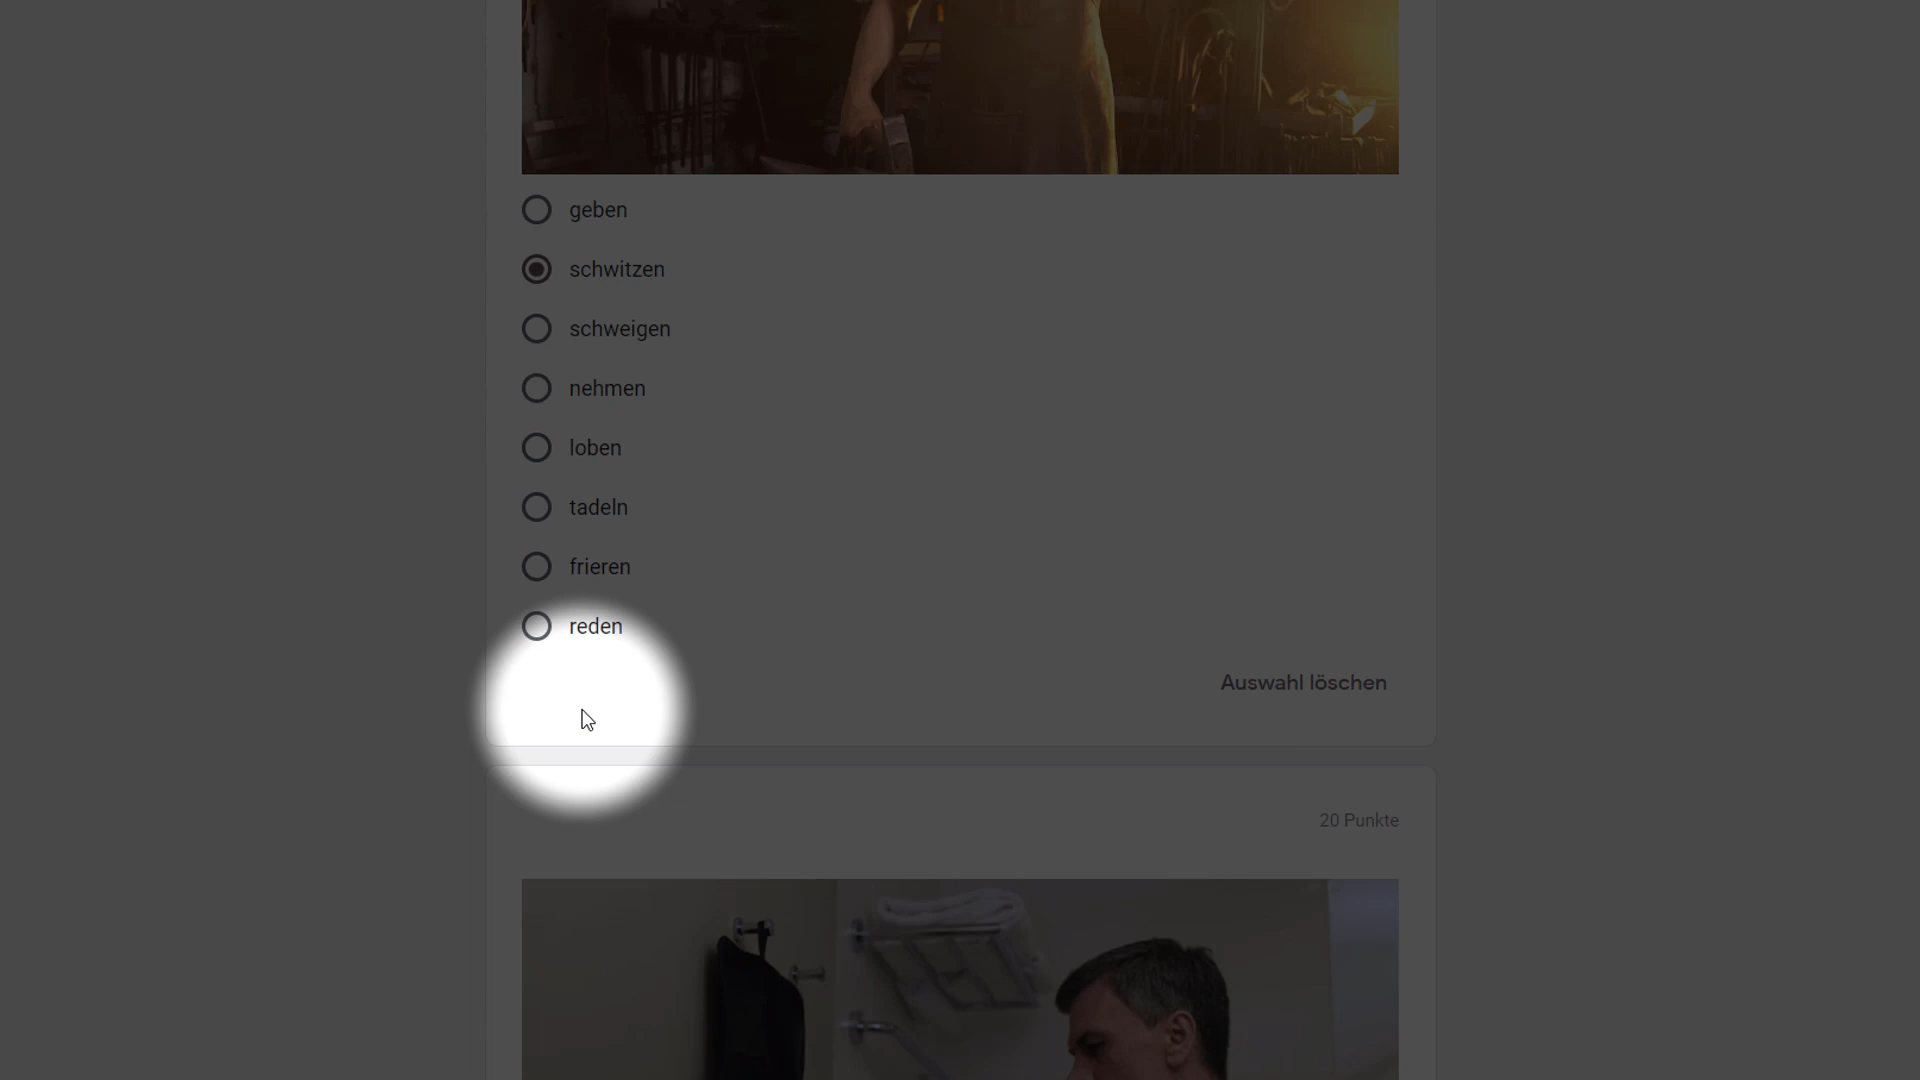 geben
schwitzen
schweigen
nehmen
loben
tadeln
frieren
reden
Auswahl löschen
20 Punkte